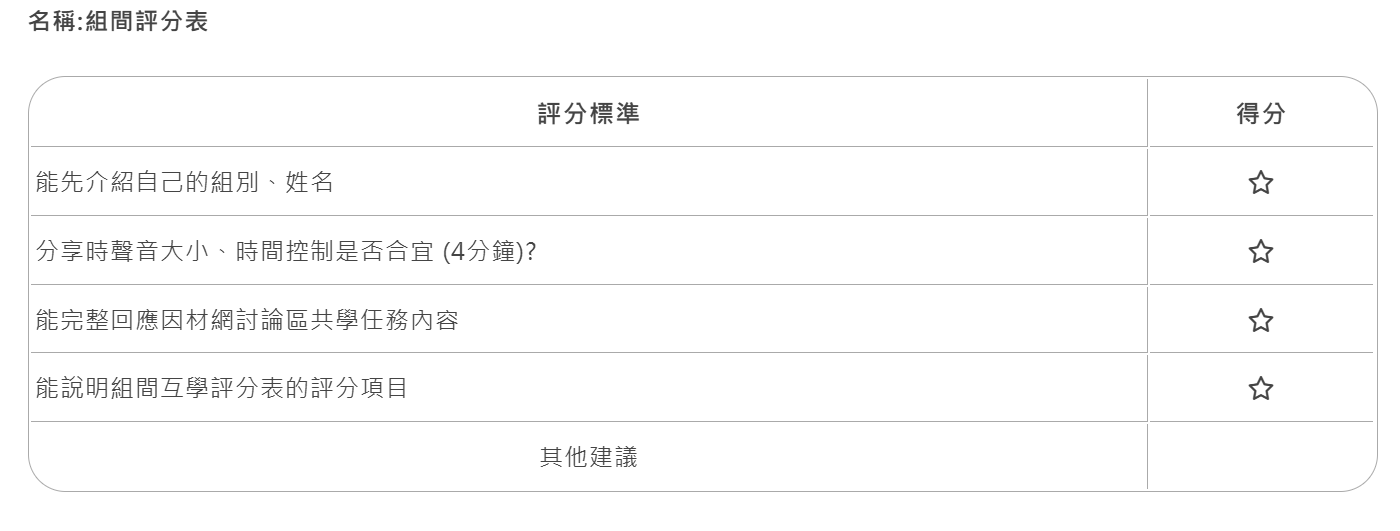 名稱:組間評分表
評分標準 得分
能先介紹自己的組別、姓名 ☆
分享時聲音大小、時間控制是否合宜 (4分鐘)? ☆
能完整回應因材網討論區共學任務內容 ☆
能說明組間互學評分表的評分項目 ☆
其他建議